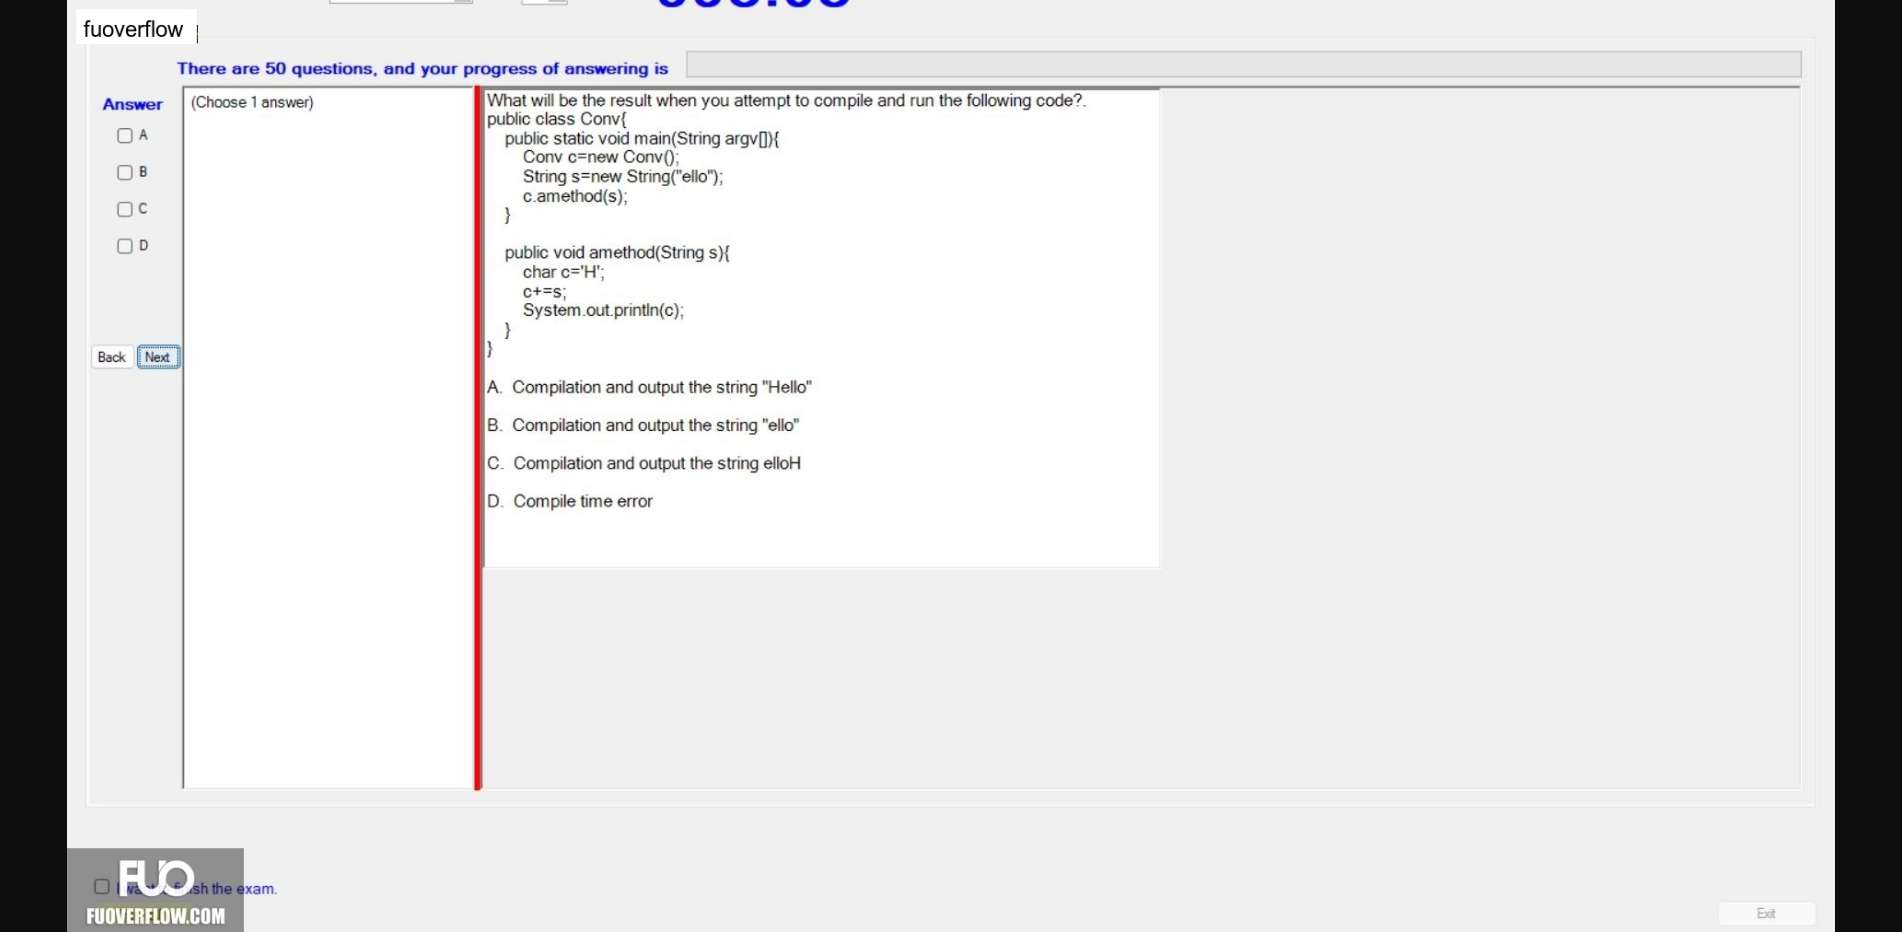 fuoverflow
There are 50 questions, and your progress of answering is
Answer
(Choose 1 answer)
A
B
C
D
Back
Next
What will be the result when you attempt to compile and run the following code?.
public class Conv{
public static void main(String argv[]){
Conv c=new Conv();
String s=new String("ello");
c.amethod(s);
}
public void amethod(String s){
char c='H';
c+=s;
System.out.println(c);
}
}
A. Compilation and output the string "Hello"
B. Compilation and output the string "ello"
C. Compilation and output the string elloH
D. Compile time error
FUO
sh the exam.
FUOVERFLOW.COM
Exit